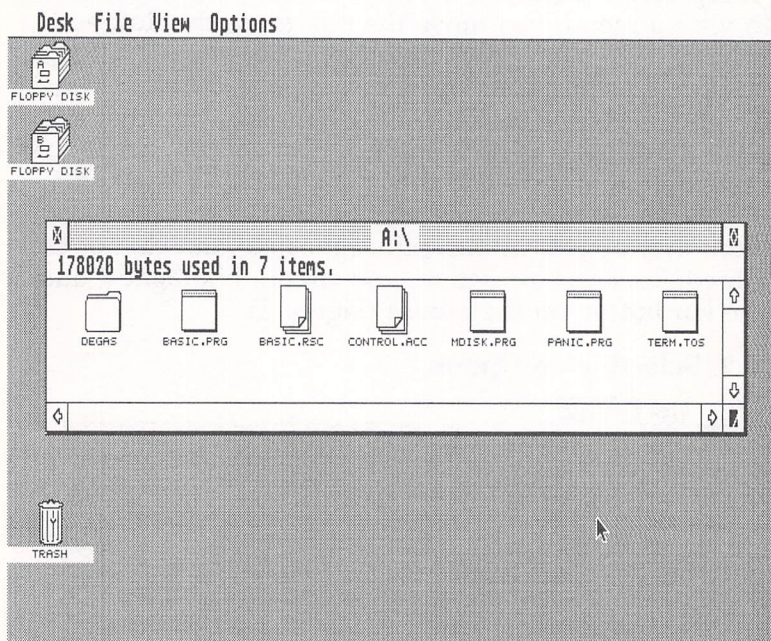 Desk File View Options
A
FLOPPY DISK
B
FLOPPY DISK
A:\
178020 bytes used in 7 items.
DEGAS BASIC.PRG BASIC.RSC CONTROL.ACC MDISK.PRG PANIC.PRG TERM.TOS
TRASH